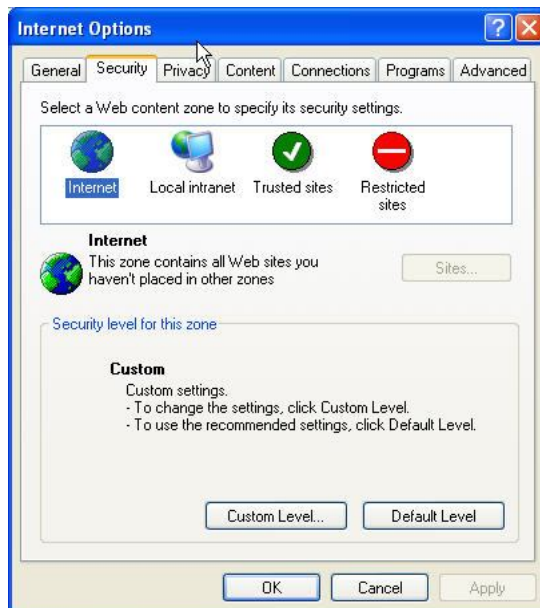 Internet Options
General Security Privacy Content Connections Programs Advanced
Select a Web content zone to specify its security settings.
Internet Local intranet Trusted sites Restricted
sites
Internet
This zone contains all Web sites you
haven't placed in other zones
Sites...
Security level for this zone
Custom
Custom settings.
- To change the settings, click Custom Level.
- To use the recommended settings, click Default Level.
Custom Level... Default Level
OK Cancel Apply